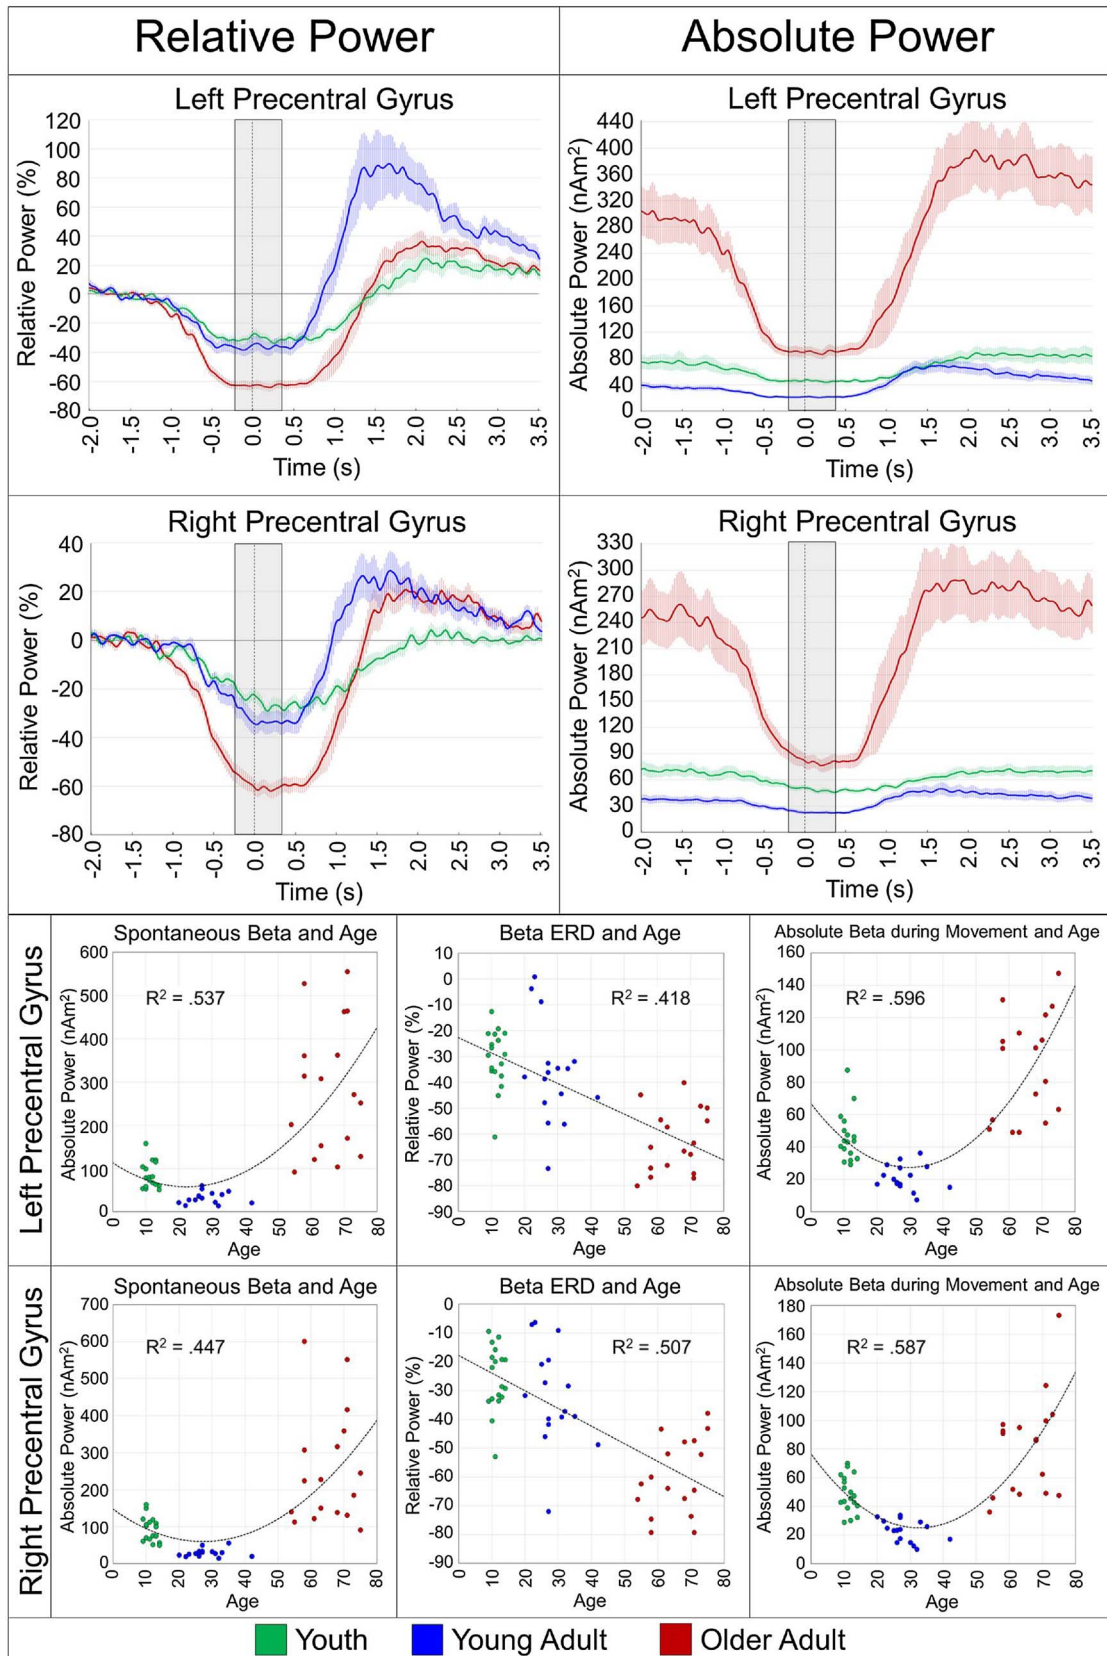 Relative Power
Absolute Power
Left Precentral Gyrus
Relative Power (%)
120
100
80
60
40
20
0
-20
-40
-60
-80
-2.0 -1.5 -1.0 -0.5 0.0 0.5 1.0 1.5 2.0 2.5 3.0 3.5
Time (s)
Left Precentral Gyrus
Absolute Power (nAm²)
440
400
360
320
280
240
200
160
120
80
40
0
-2.0 -1.5 -1.0 -0.5 0.0 0.5 1.0 1.5 2.0 2.5 3.0 3.5
Time (s)
Right Precentral Gyrus
Relative Power (%)
40
20
0
-20
-40
-60
-80
-2.0 -1.5 -1.0 -0.5 0.0 0.5 1.0 1.5 2.0 2.5 3.0 3.5
Time (s)
Right Precentral Gyrus
Absolute Power (nAm²)
330
300
270
240
210
180
150
120
90
60
30
0
-2.0 -1.5 -1.0 -0.5 0.0 0.5 1.0 1.5 2.0 2.5 3.0 3.5
Time (s)
Left Precentral Gyrus
Spontaneous Beta and Age
Absolute Power (nAm²)
600
500
400
300
200
100
0
R² = .537
0 10 20 30 40 50 60 70 80
Age
Beta ERD and Age
Relative Power (%)
10
0
-10
-20
-30
-40
-50
-60
-70
-80
-90
R² = .418
0 10 20 30 40 50 60 70 80
Age
Absolute Beta during Movement and Age
Absolute Power (nAm²)
160
140
120
100
80
60
40
20
0
R² = .596
0 10 20 30 40 50 60 70 80
Age
Right Precentral Gyrus
Spontaneous Beta and Age
Absolute Power (nAm²)
700
600
500
400
300
200
100
0
R² = .447
0 10 20 30 40 50 60 70 80
Age
Beta ERD and Age
Relative Power (%)
0
-10
-20
-30
-40
-50
-60
-70
-80
-90
R² = .507
0 10 20 30 40 50 60 70 80
Age
Absolute Beta during Movement and Age
Absolute Power (nAm²)
180
160
140
120
100
80
60
40
20
0
R² = .587
0 10 20 30 40 50 60 70 80
Age
Youth
Young Adult
Older Adult